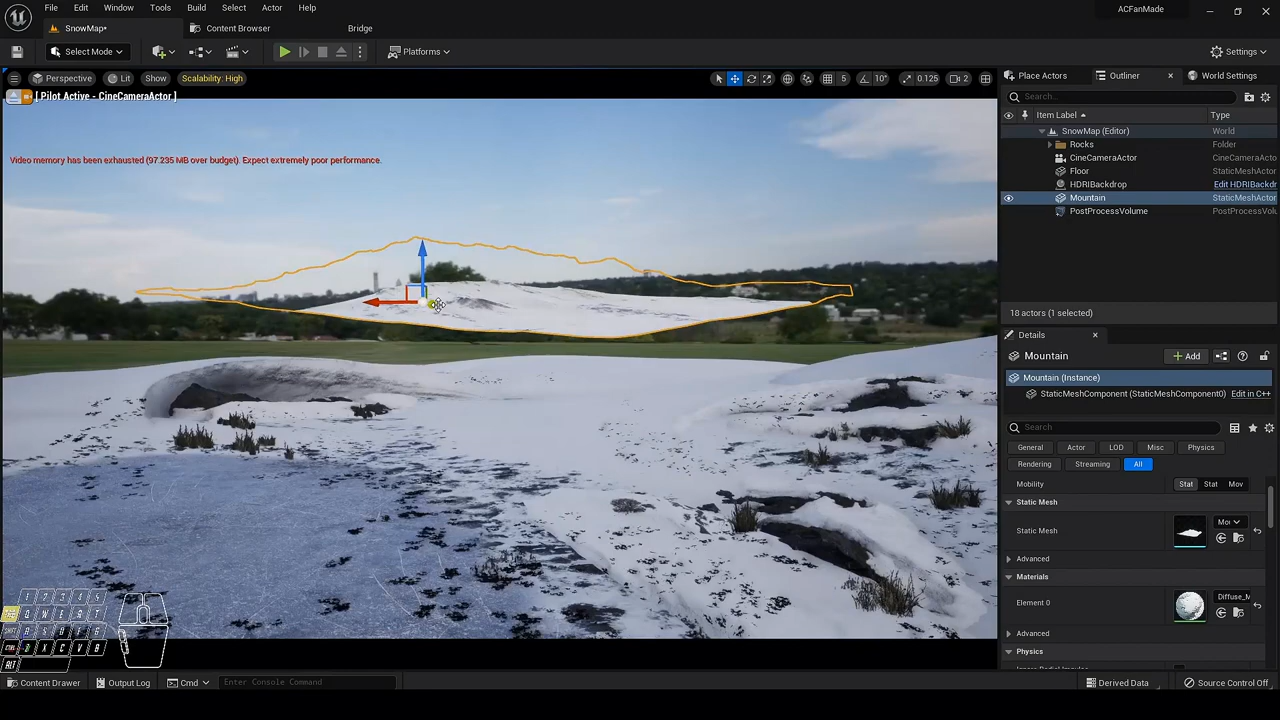 File Edit Window Tools Build Select Actor Help
ACFanMade
SnowMap•
Content Browser
Bridge
Select Mode
Platforms
Settings
Perspective
Lit
Show
Scalability: High
5
10°
0.125
2
[ Pilot Active - CineCameraActor ]
Video memory has been exhausted (97.235 MB over budget). Expect extremely poor performance.
Place Actors
Outliner
World Settings
Search...
Item Label
Type
SnowMap (Editor)
World
Rocks
Folder
CineCameraActor
CineCameraActor
Floor
StaticMeshActor
HDRIBackdrop
Edit HDRIBackdr
Mountain
StaticMeshActor
PostProcessVolume
PostProcessVolu
18 actors (1 selected)
Details
Mountain
Add
Mountain (Instance)
StaticMeshComponent (StaticMeshComponent0)
Edit in C++
Search
General
Actor
LOD
Misc
Physics
Rendering
Streaming
All
Mobility
Stat
Stat
Mov
Static Mesh
Static Mesh
Advanced
Materials
Element 0
Diffuse_M
Advanced
Physics
Content Drawer
Output Log
Cmd
Enter Console Command
Derived Data
Source Control Off